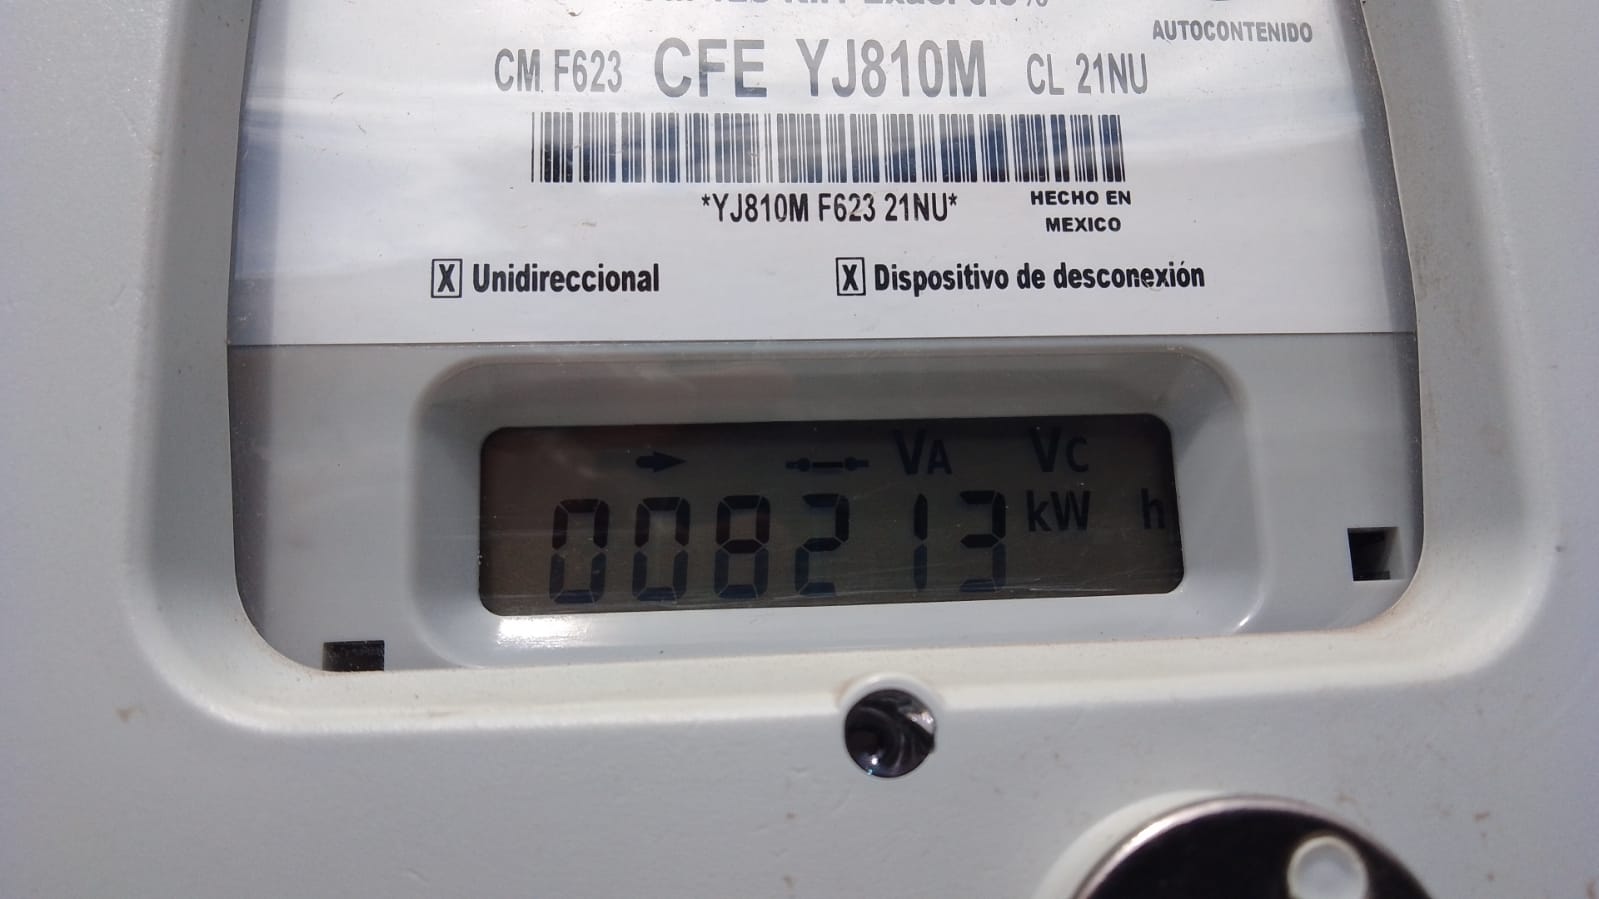 AUTOCONTENIDO
CM F623 CFE YJ810M CL 21NU
*YJ810M F623 21NU*
HECHO EN
MEXICO
X Unidireccional
X Dispositivo de desconexión
VA VC
008213 kW h